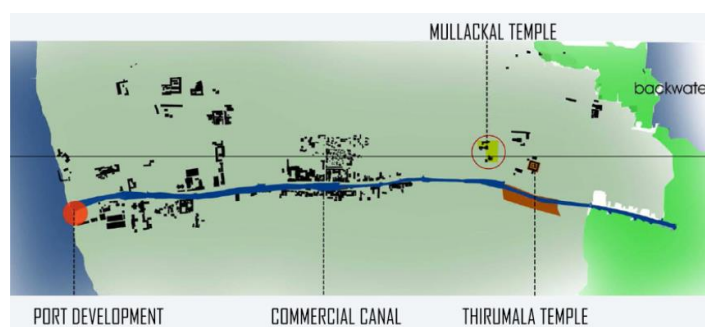 MULLACKAL TEMPLE
backwate
PORT DEVELOPMENT
COMMERCIAL CANAL
THIRUMALA TEMPLE